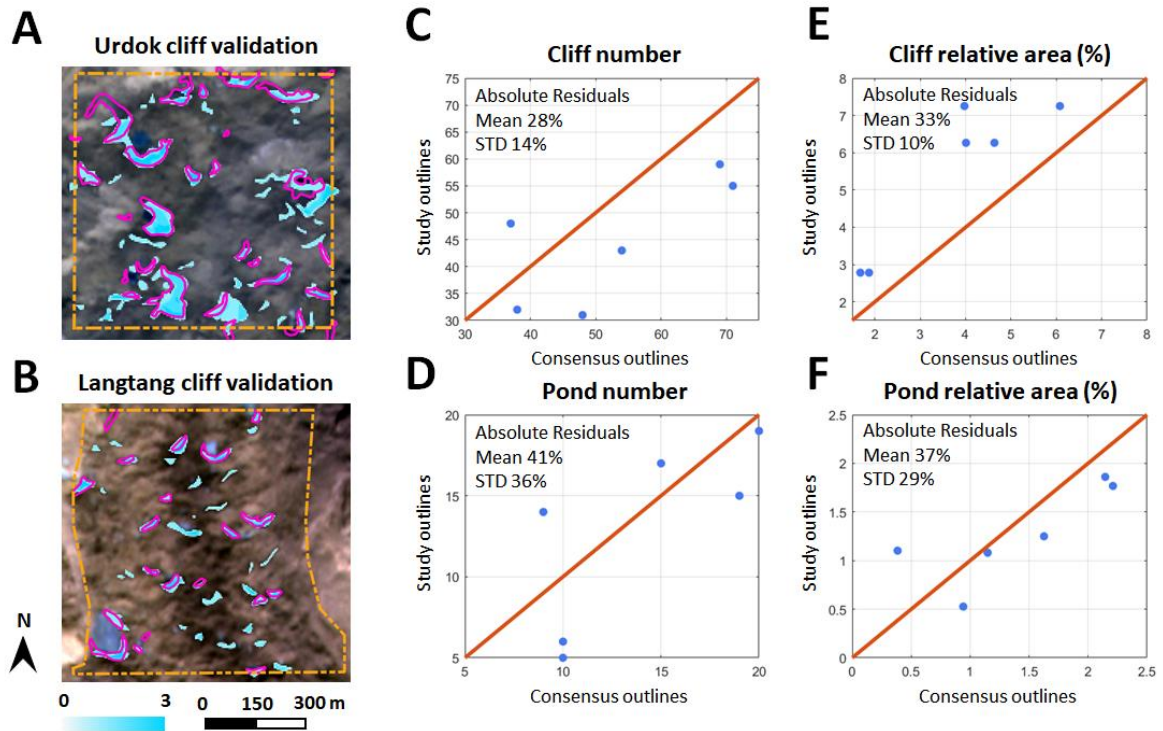 A
Urdok cliff validation
B
Langtang cliff validation
N
0 3 0 150 300 m
C
Cliff number
Absolute Residuals
Mean 28%
STD 14%
75
70
65
60
55
50
45
40
35
30
30 40 50 60 70
Study outlines
Consensus outlines
D
Pond number
Absolute Residuals
Mean 41%
STD 36%
20
15
10
5
5 10 15 20
Study outlines
Consensus outlines
E
Cliff relative area (%)
Absolute Residuals
Mean 33%
STD 10%
8
7
6
5
4
3
2
2 3 4 5 6 7 8
Study outlines
Consensus outlines
F
Pond relative area (%)
Absolute Residuals
Mean 37%
STD 29%
2.5
2
1.5
1
0.5
0
0 0.5 1 1.5 2 2.5
Study outlines
Consensus outlines